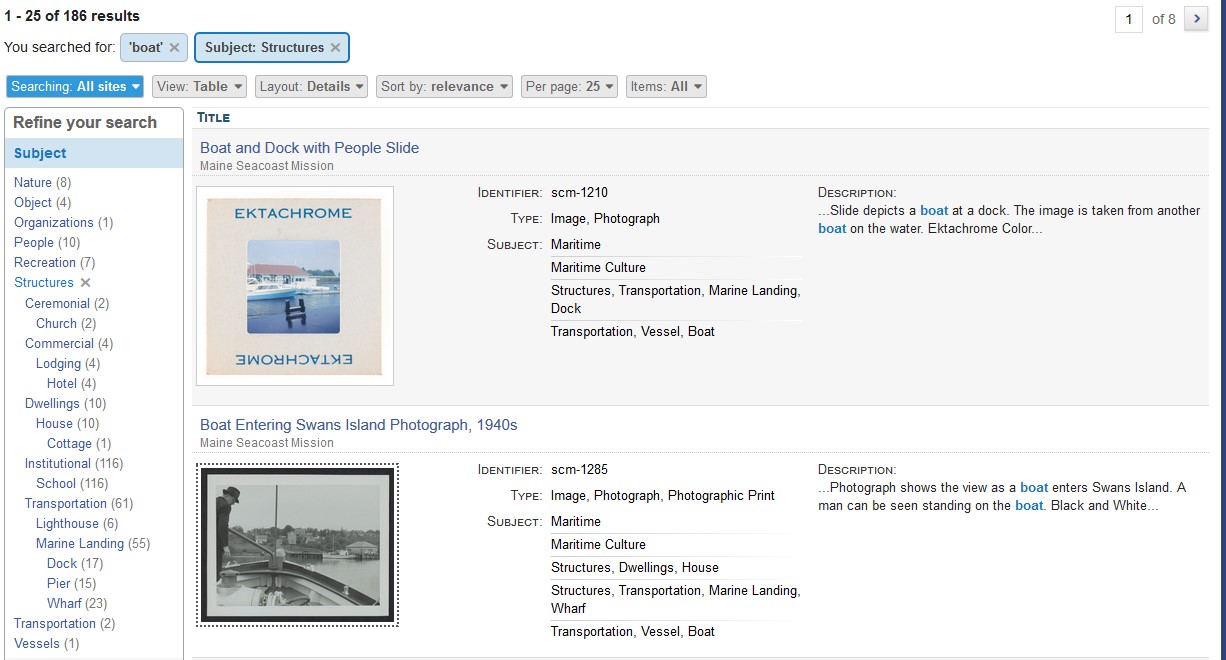 1 - 25 of 186 results
1 of 8 >
You searched for: 'boat' ✕ Subject: Structures ✕
Searching: All sites ▾ View: Table ▾ Layout: Details ▾ Sort by: relevance ▾ Per page: 25 ▾ Items: All ▾
Refine your search
Subject
Nature (8)
Object (4)
Organizations (1)
People (10)
Recreation (7)
Structures ✕
Ceremonial (2)
Church (2)
Commercial (4)
Lodging (4)
Hotel (4)
Dwellings (10)
House (10)
Cottage (1)
Institutional (116)
School (116)
Transportation (61)
Lighthouse (6)
Marine Landing (55)
Dock (17)
Pier (15)
Wharf (23)
Transportation (2)
Vessels (1)
TITLE
Boat and Dock with People Slide
Maine Seacoast Mission
EKTACHROME
EKTACHROME
IDENTIFIER: scm-1210
TYPE: Image, Photograph
SUBJECT: Maritime
Maritime Culture
Structures, Transportation, Marine Landing,
Dock
Transportation, Vessel, Boat
DESCRIPTION:
...Slide depicts a boat at a dock. The image is taken from another
boat on the water. Ektachrome Color...
Boat Entering Swans Island Photograph, 1940s
Maine Seacoast Mission
IDENTIFIER: scm-1285
TYPE: Image, Photograph, Photographic Print
SUBJECT: Maritime
Maritime Culture
Structures, Dwellings, House
Structures, Transportation, Marine Landing,
Wharf
Transportation, Vessel, Boat
DESCRIPTION:
...Photograph shows the view as a boat enters Swans Island. A
man can be seen standing on the boat. Black and White...